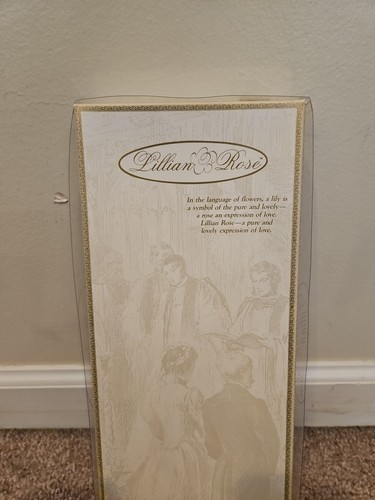 Lillian Rose
In the language of flowers, a lily is
a symbol of the pure and lovely—
a rose an expression of love.
Lillian Rose—a pure and
lovely expression of love.